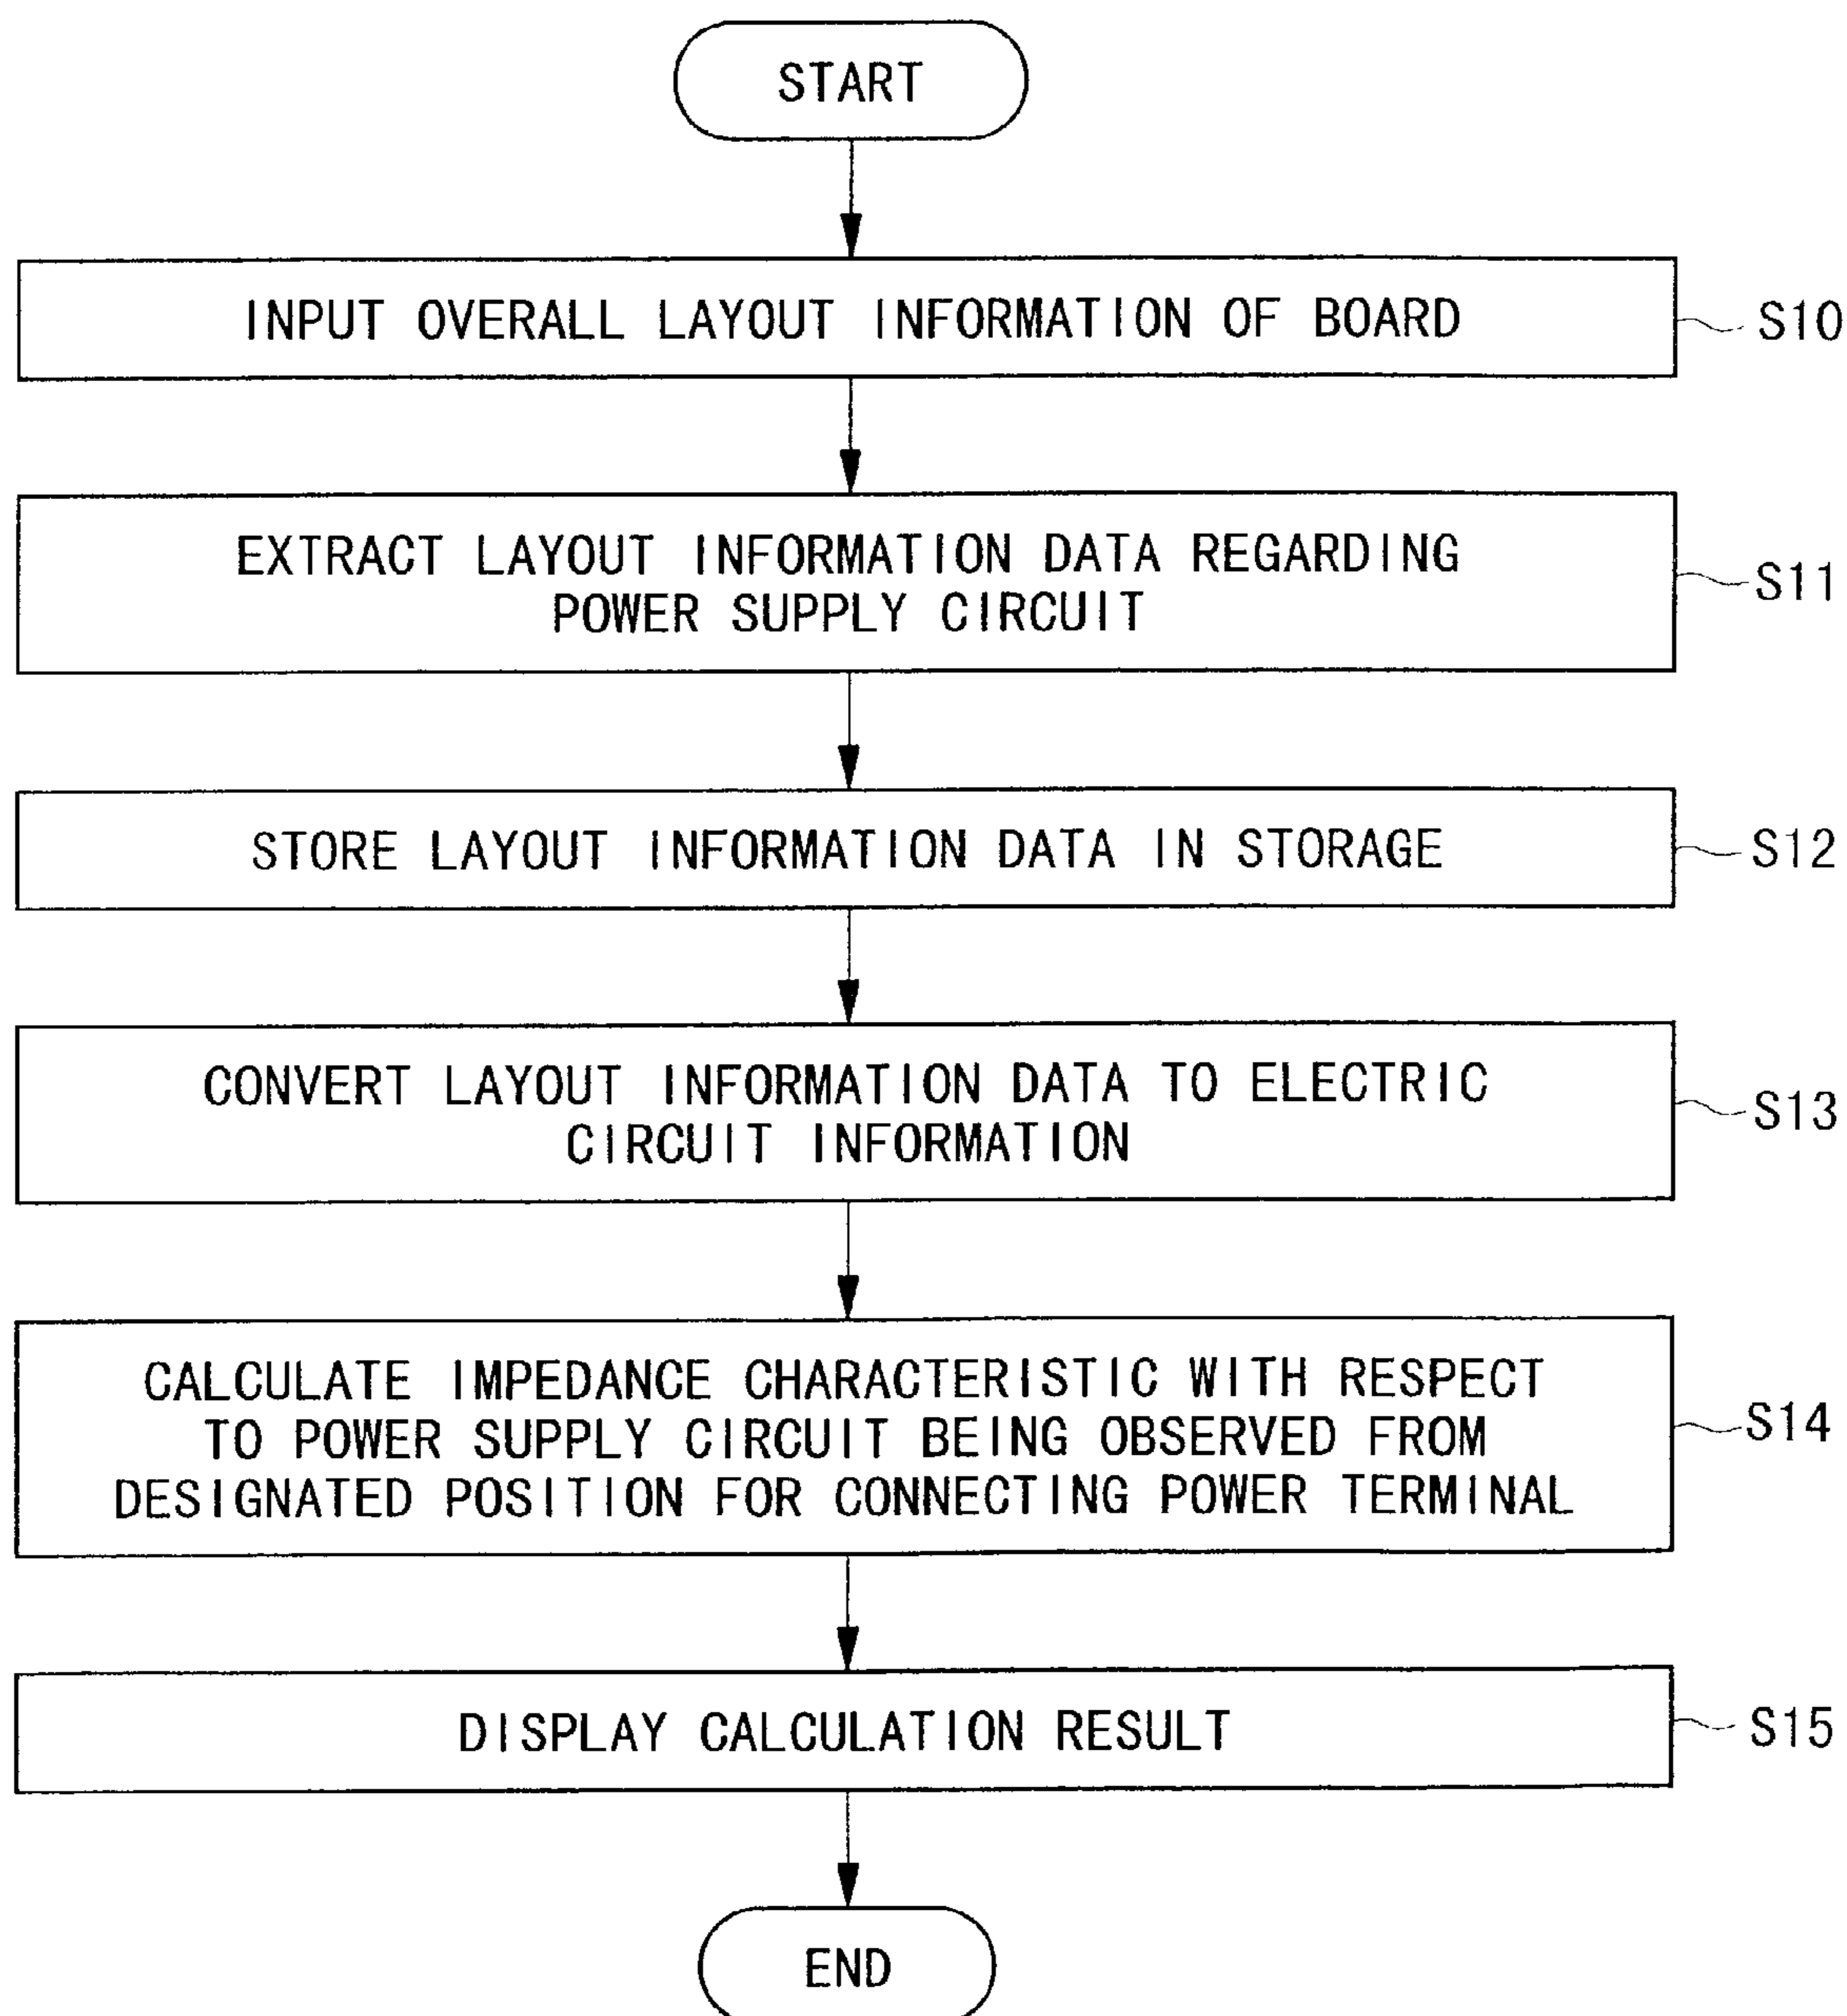 START
INPUT OVERALL LAYOUT INFORMATION OF BOARD
S10
EXTRACT LAYOUT INFORMATION DATA REGARDING
POWER SUPPLY CIRCUIT
S11
STORE LAYOUT INFORMATION DATA IN STORAGE
S12
CONVERT LAYOUT INFORMATION DATA TO ELECTRIC
CIRCUIT INFORMATION
S13
CALCULATE IMPEDANCE CHARACTERISTIC WITH RESPECT
TO POWER SUPPLY CIRCUIT BEING OBSERVED FROM
DESIGNATED POSITION FOR CONNECTING POWER TERMINAL
S14
DISPLAY CALCULATION RESULT
S15
END